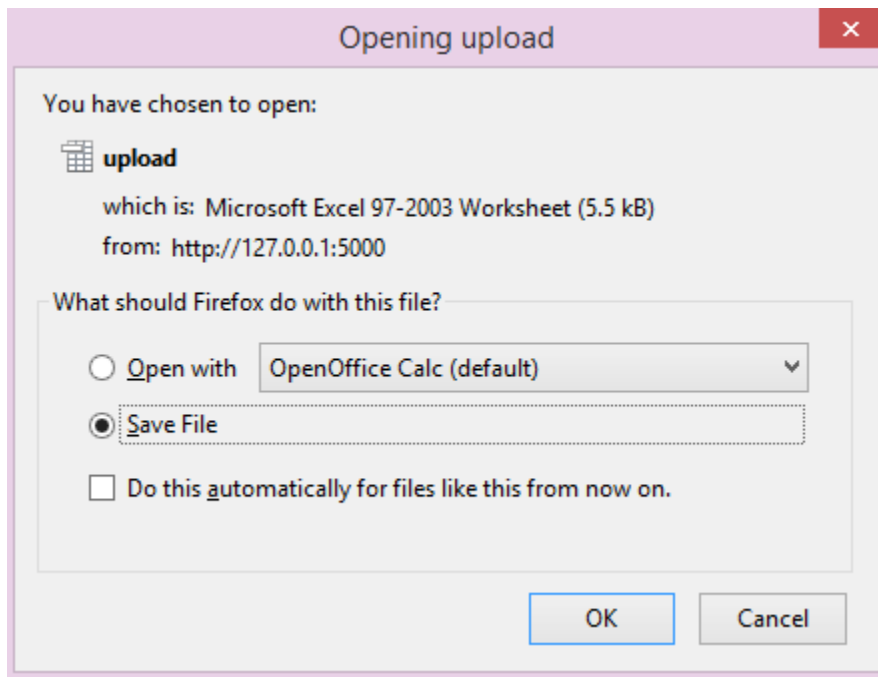 Opening upload
You have chosen to open:
upload
which is: Microsoft Excel 97-2003 Worksheet (5.5 kB)
from: http://127.0.0.1:5000
What should Firefox do with this file?
Open with OpenOffice Calc (default)
Save File
Do this automatically for files like this from now on.
OK Cancel